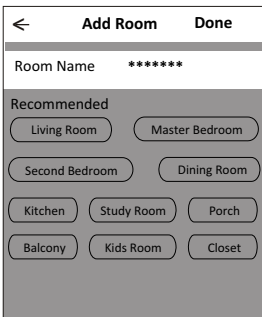 Add Room Done
Room Name *******
Recommended
Living Room Master Bedroom
Second Bedroom Dining Room
Kitchen Study Room Porch
Balcony Kids Room Closet